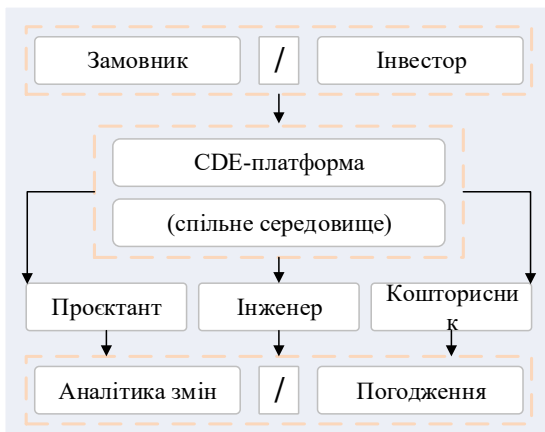 Замовник / Інвестор
CDE-платформа
(спільне середовище)
Проєктант Інженер Кошторисни
к
Аналітика змін / Погодження